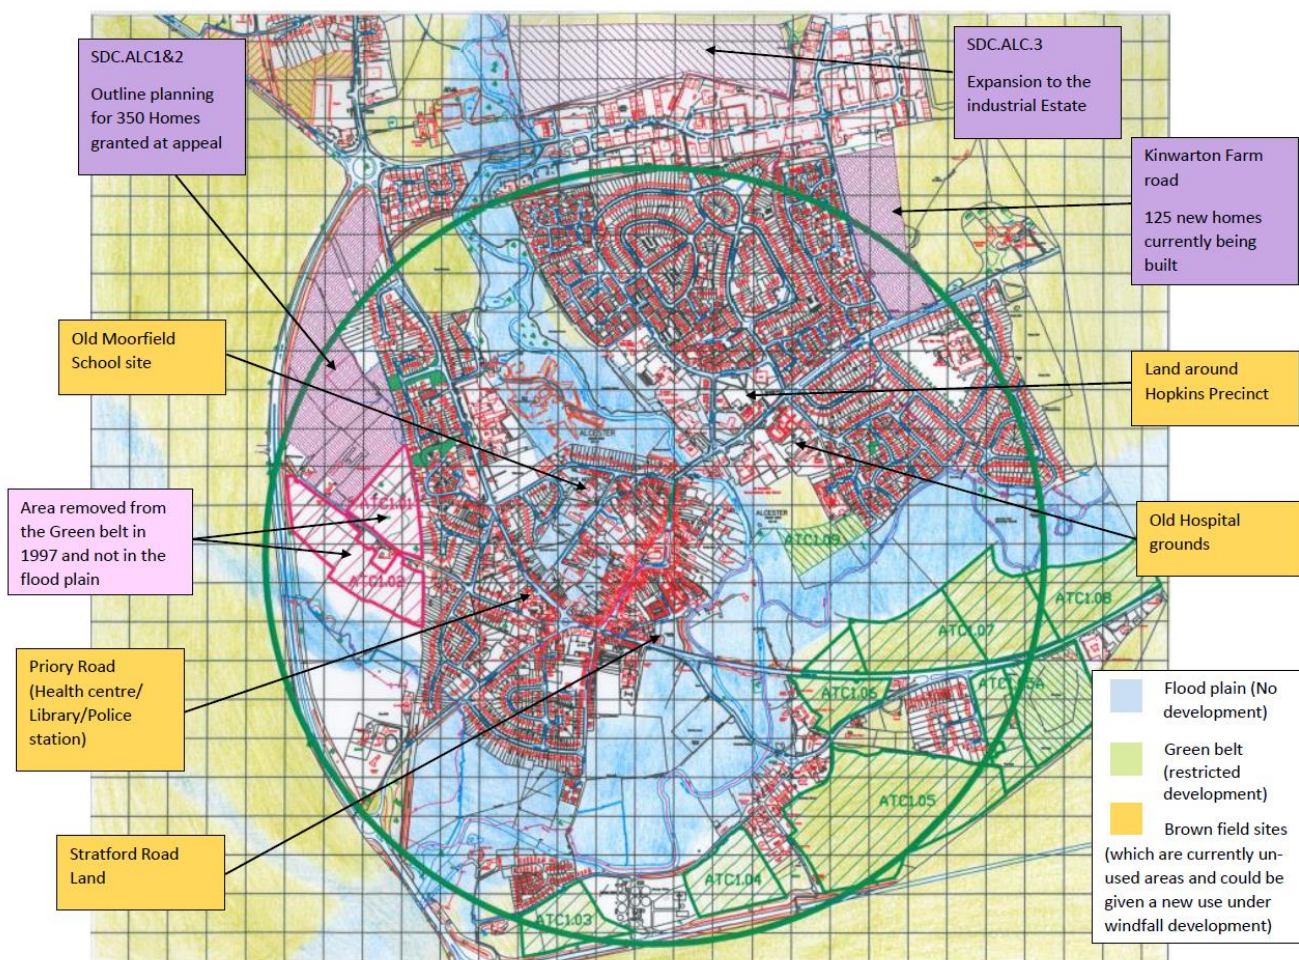 SDC.ALC1&2
Outline planning
for 350 Homes
granted at appeal
SDC.ALC.3
Expansion to the
industrial Estate
Kinwarton Farm
road
125 new homes
currently being
built
Old Moorfield
School site
Land around
Hopkins Precinct
Area removed from
the Green belt in
1997 and not in the
flood plain
Old Hospital
grounds
Priory Road
(Health centre/
Library/Police
station)
Stratford Road
Land
ALCESTER
ALCESTER
ATC1.01
ATC1.02
ATC1.09
ATC1.08
ATC1.07
ATC1.06
ATC1.05
ATC1.04
ATC1.03
Flood plain (No
development)
Green belt
(restricted
development)
Brown field sites
(which are currently un-
used areas and could be
given a new use under
windfall development)